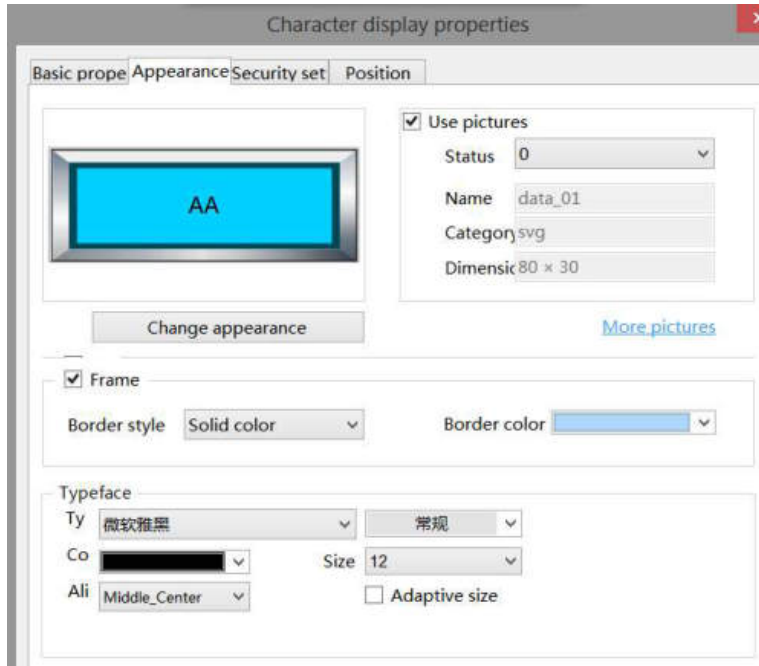 Character display properties
Basic prope Appearance Security set Position
AA
Use pictures
Status 0
Name data_01
Category svg
Dimensic 80 × 30
Change appearance
More pictures
Frame
Border style Solid color
Border color
Typeface
Ty 微软雅黑 常规
Co
Size 12
Ali Middle_Center
Adaptive size